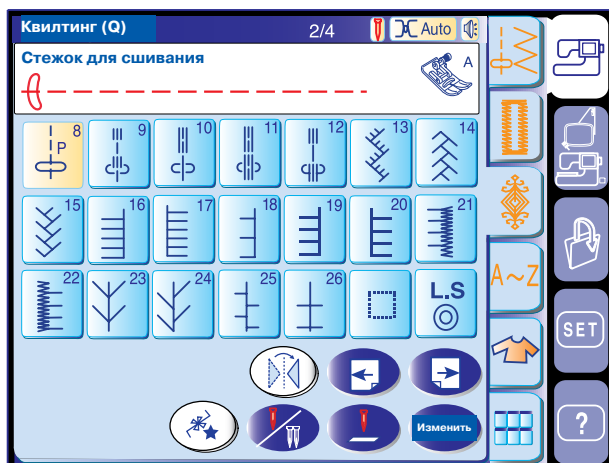 Квилтинг (Q) 2/4 Auto
Стежок для сшивания A
8 P 9 10 11 12 13 14
15 16 17 18 19 20 21
22 23 24 25 26 L.S
A~Z
SET
Изменить
?